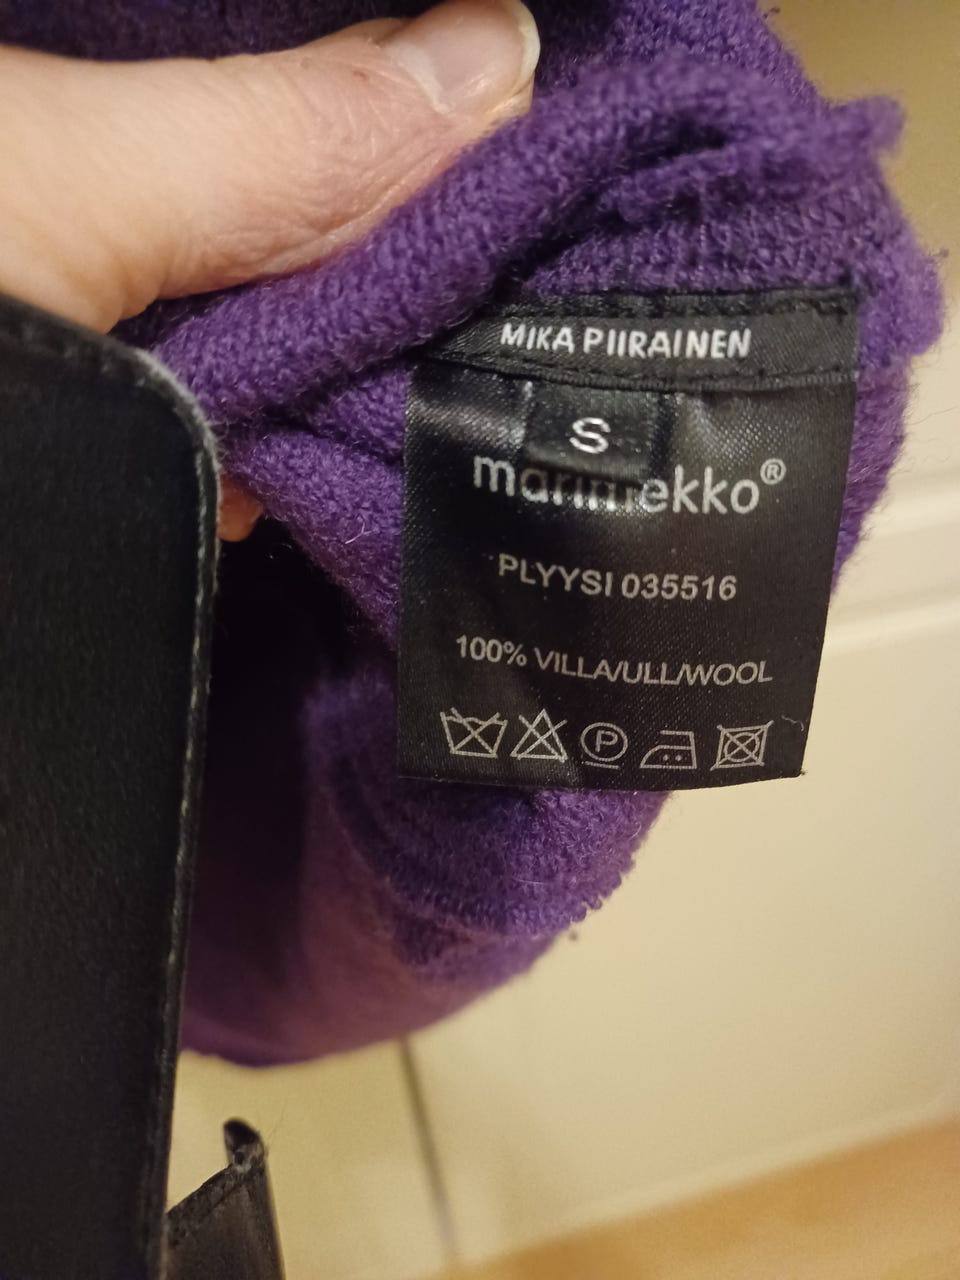 MIKA PIIRAINEN
S
marimekko®
PLYYSI 035516
100% VILLA/ULL/WOOL
P